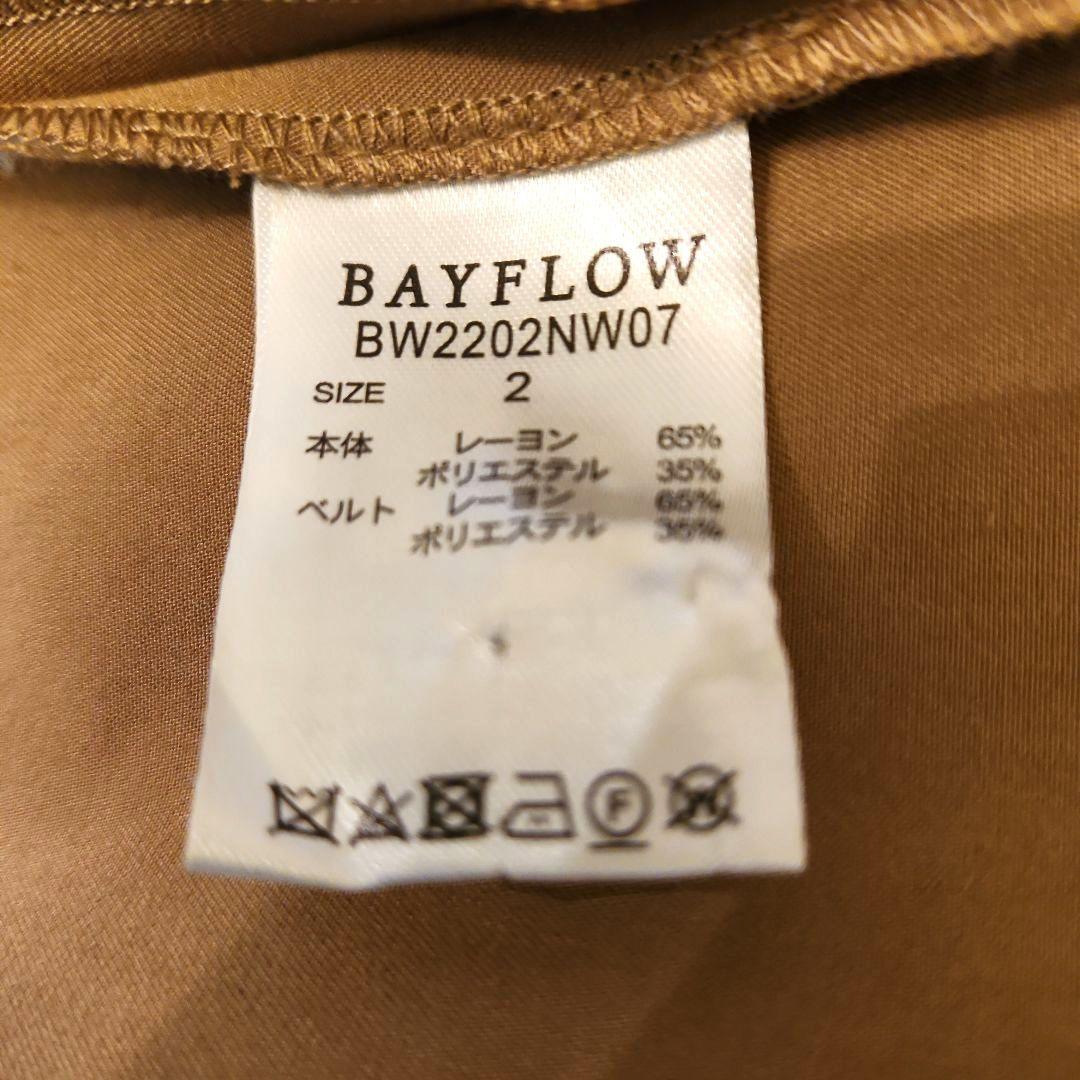 BAYFLOW
BW2202NW07
SIZE 2
本体 レーヨン 65%
ポリエステル 35%
ベルト レーヨン 65%
ポリエステル 35%
F
W